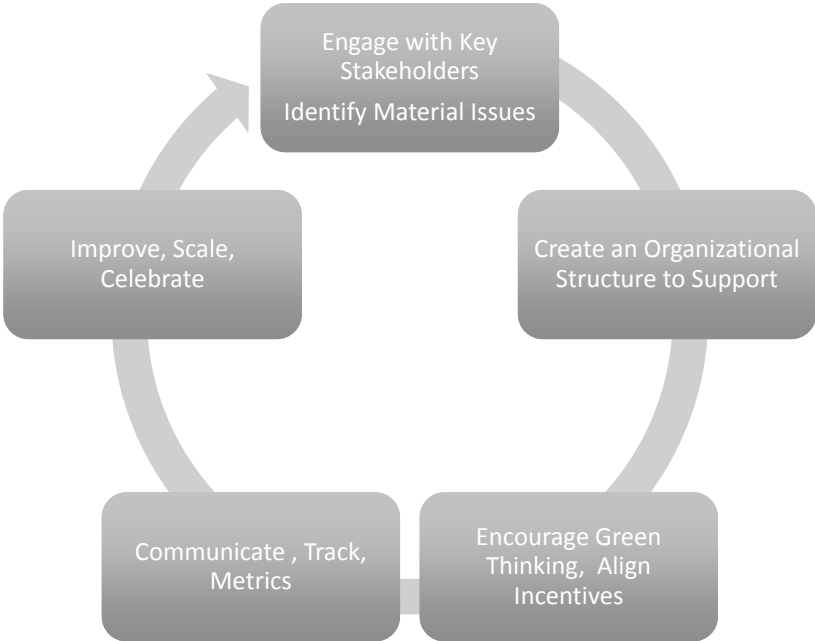 Engage with Key
Stakeholders
Identify Material Issues
Create an Organizational
Structure to Support
Encourage Green
Thinking,  Align
Incentives
Communicate , Track,
Metrics
Improve, Scale,
Celebrate